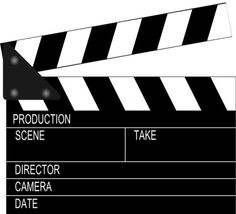 PRODUCTION
SCENE TAKE
DIRECTOR
CAMERA
DATE